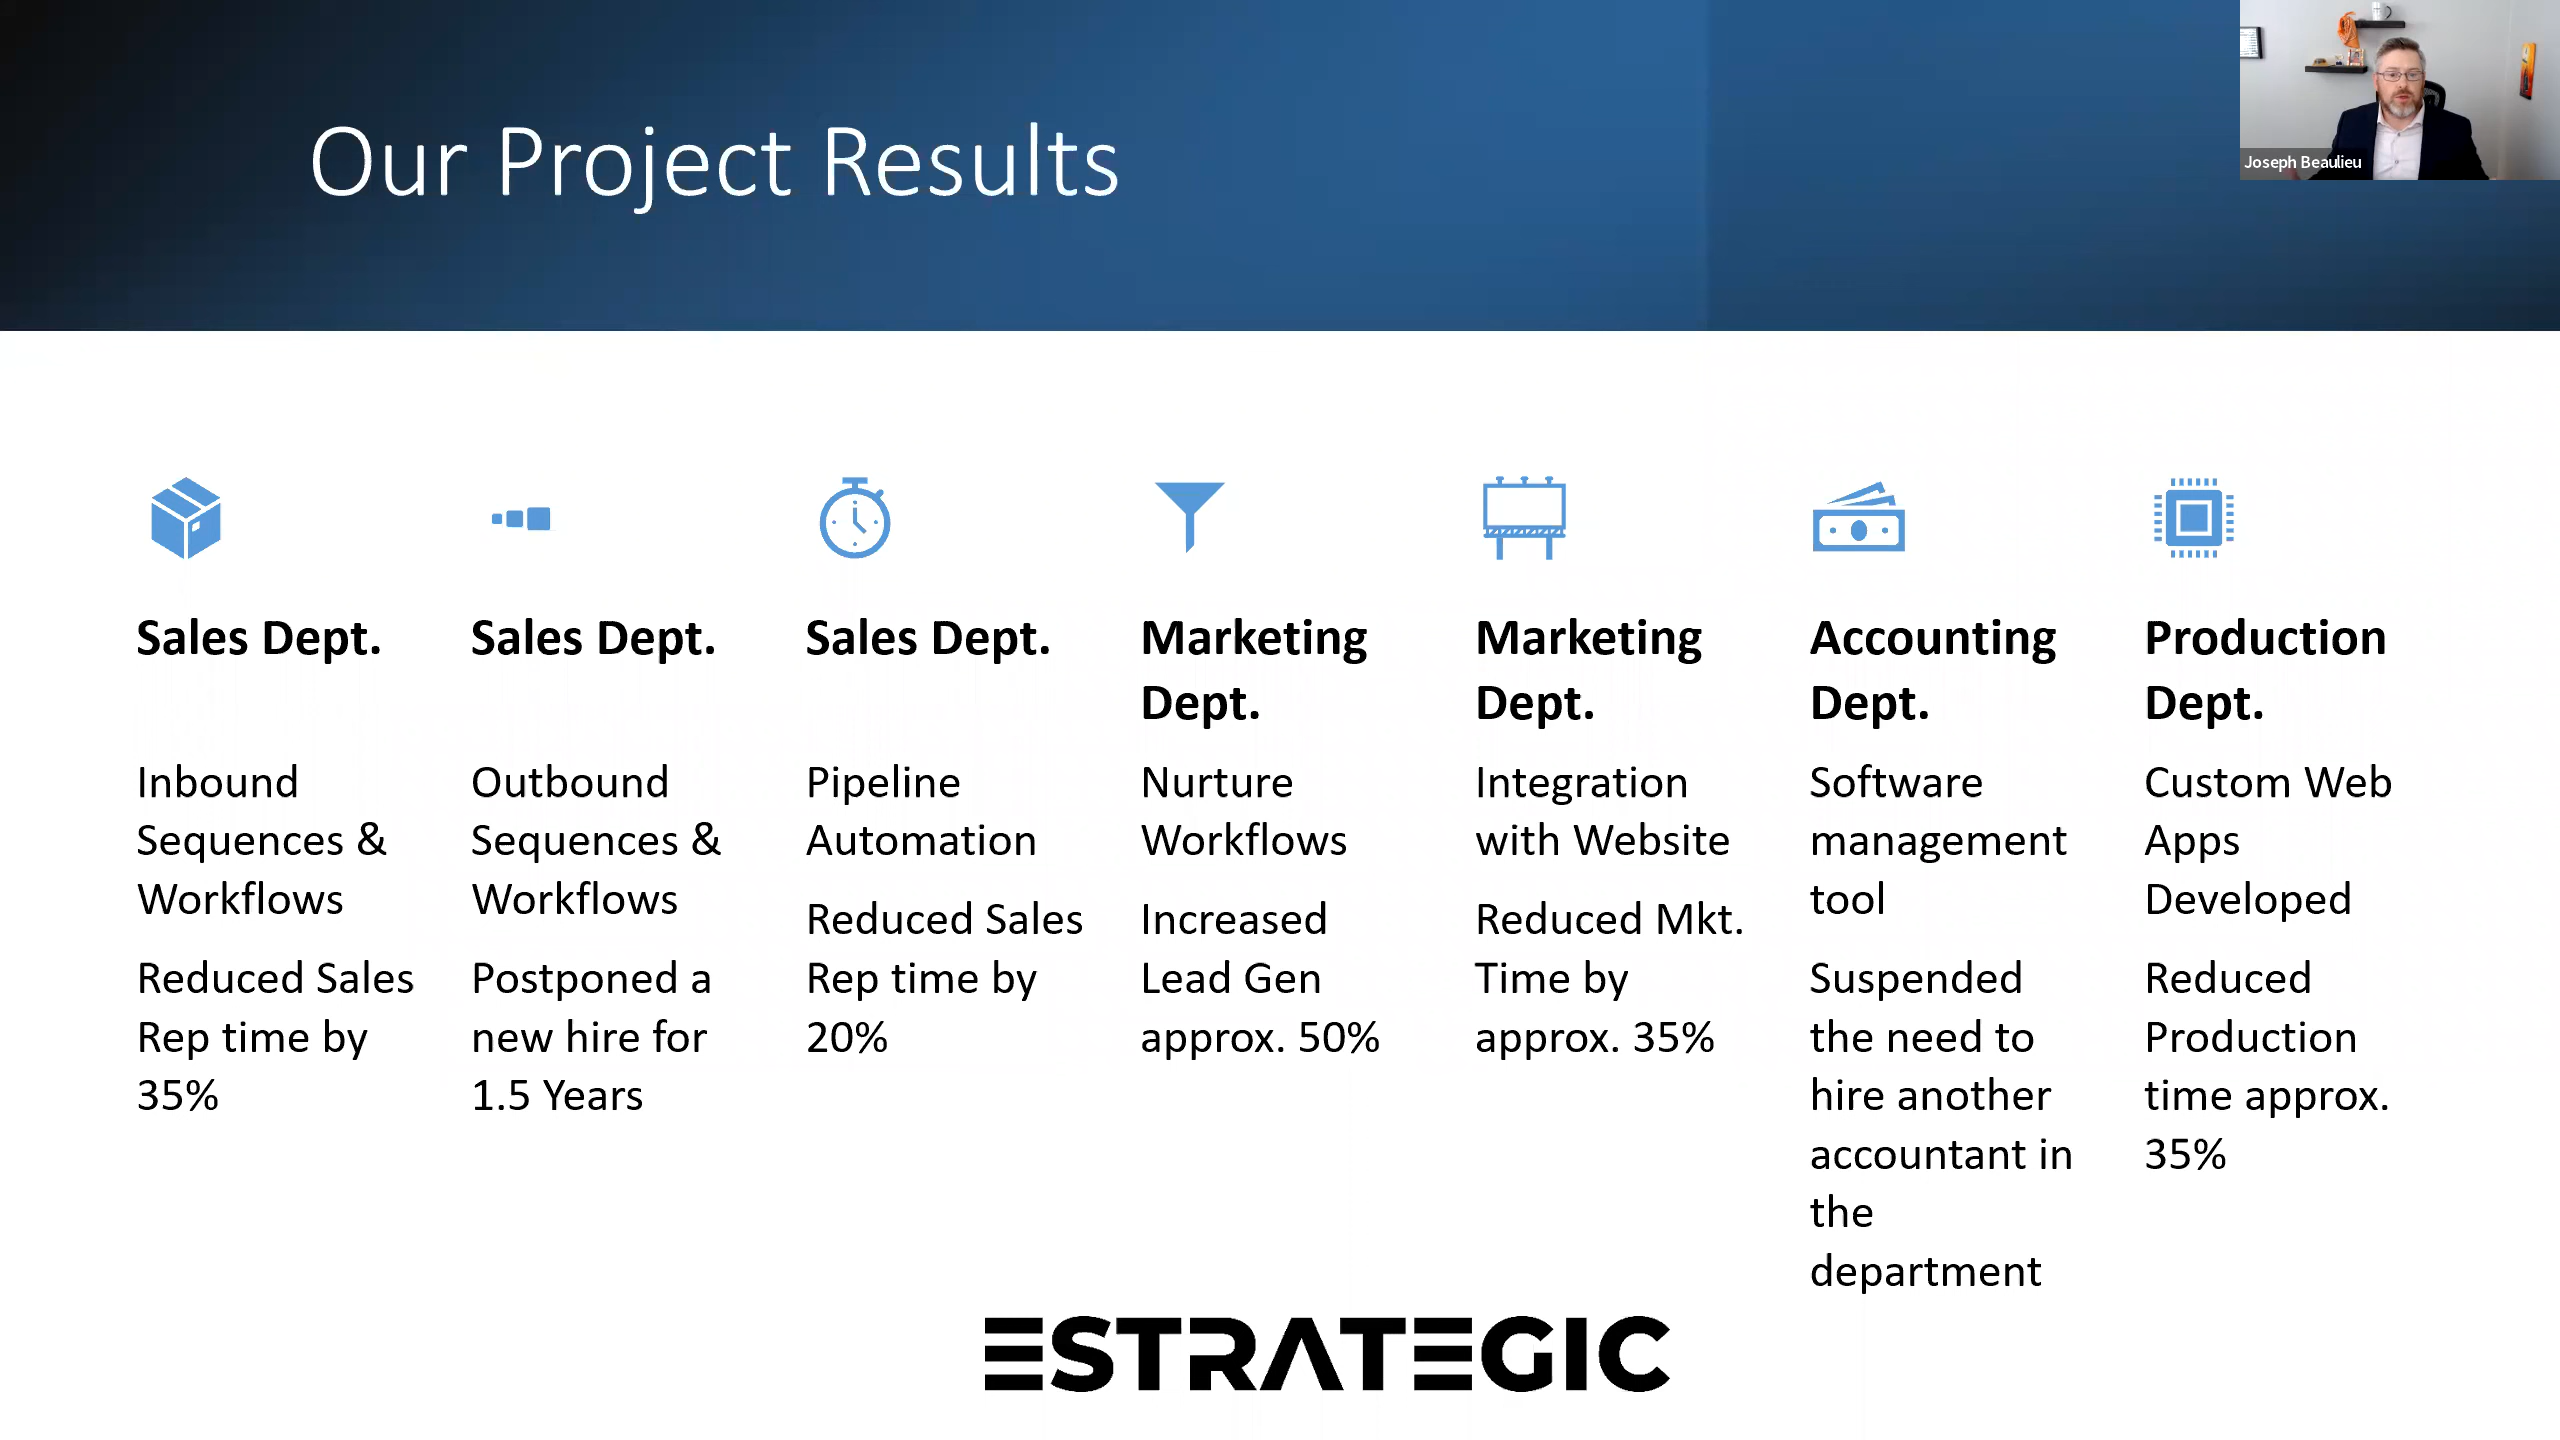 Our Project Results
Joseph Beaulieu
Sales Dept.
Inbound
Sequences &
Workflows
Reduced Sales
Rep time by
35%
Sales Dept.
Outbound
Sequences &
Workflows
Postponed a
new hire for
1.5 Years
Sales Dept.
Pipeline
Automation
Reduced Sales
Rep time by
20%
Marketing
Dept.
Nurture
Workflows
Increased
Lead Gen
approx. 50%
Marketing
Dept.
Integration
with Website
Reduced Mkt.
Time by
approx. 35%
Accounting
Dept.
Software
management
tool
Suspended
the need to
hire another
accountant in
the
department
Production
Dept.
Custom Web
Apps
Developed
Reduced
Production
time approx.
35%
ESTRATEGIC